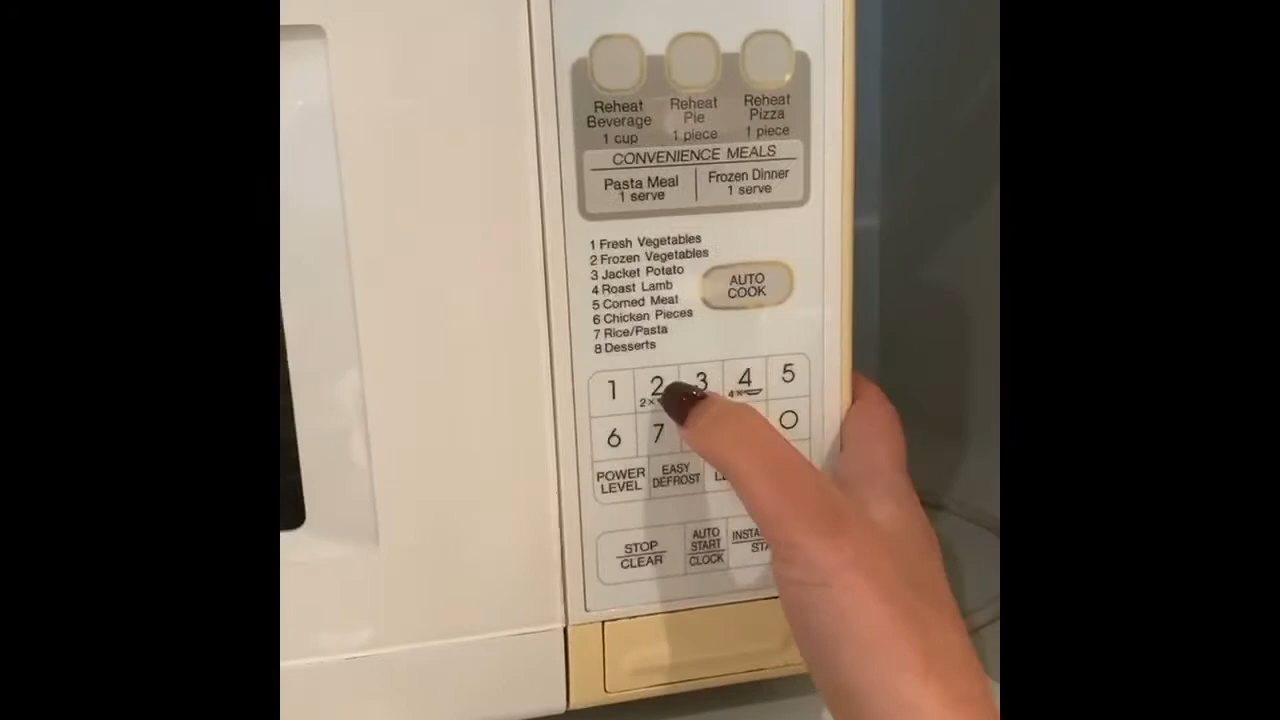 Reheat Beverage 1 cup
Reheat Pie 1 piece
Reheat Pizza 1 piece
CONVENIENCE MEALS
Pasta Meal 1 serve
Frozen Dinner 1 serve
1 Fresh Vegetables
2 Frozen Vegetables
3 Jacket Potato
4 Roast Lamb
5 Corned Meat
6 Chicken Pieces
7 Rice/Pasta
8 Desserts
AUTO COOK
1 2 3 4 5
2× 4×
6 7 0
POWER LEVEL
EASY DEFROST
STOP CLEAR
AUTO START CLOCK